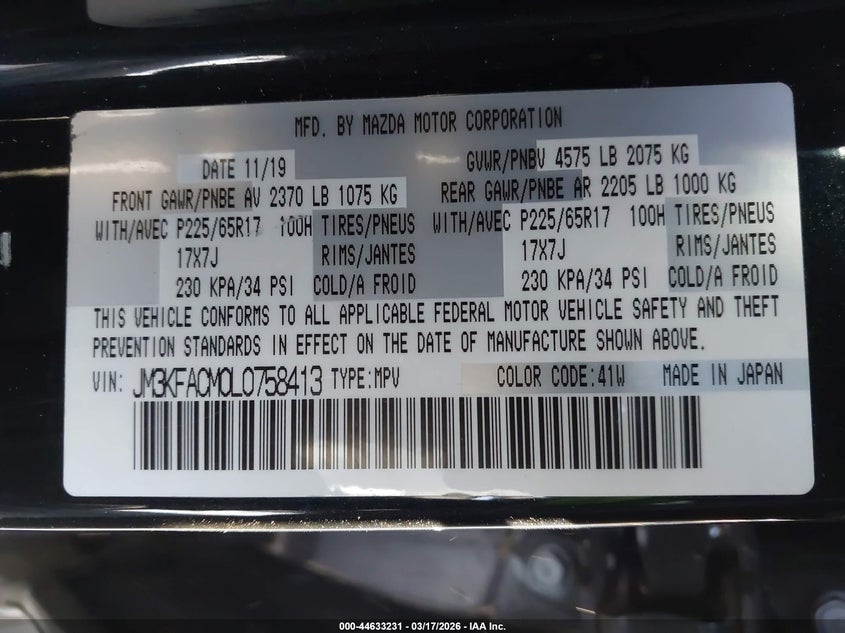 MFD. BY MAZDA MOTOR CORPORATION
DATE 11/19 GVWR/PNBV 4575 LB 2075 KG
FRONT GAWR/PNBE AV 2370 LB 1075 KG REAR GAWR/PNBE AR 2205 LB 1000 KG
WITH/AVEC P225/65R17 100H TIRES/PNEUS WITH/AVEC P225/65R17 100H TIRES/PNEUS
17X7J RIMS/JANTES 17X7J RIMS/JANTES
230 KPA/34 PSI COLD/A FROID 230 KPA/34 PSI COLD/A FROID
THIS VEHICLE CONFORMS TO ALL APPLICABLE FEDERAL MOTOR VEHICLE SAFETY AND THEFT
PREVENTION STANDARDS IN EFFECT ON THE DATE OF MANUFACTURE SHOWN ABOVE.
VIN: JM3KFACM0L0758413 TYPE:MPV COLOR CODE:41W MADE IN JAPAN
000-44633231 - 03/17/2026 - IAA Inc.